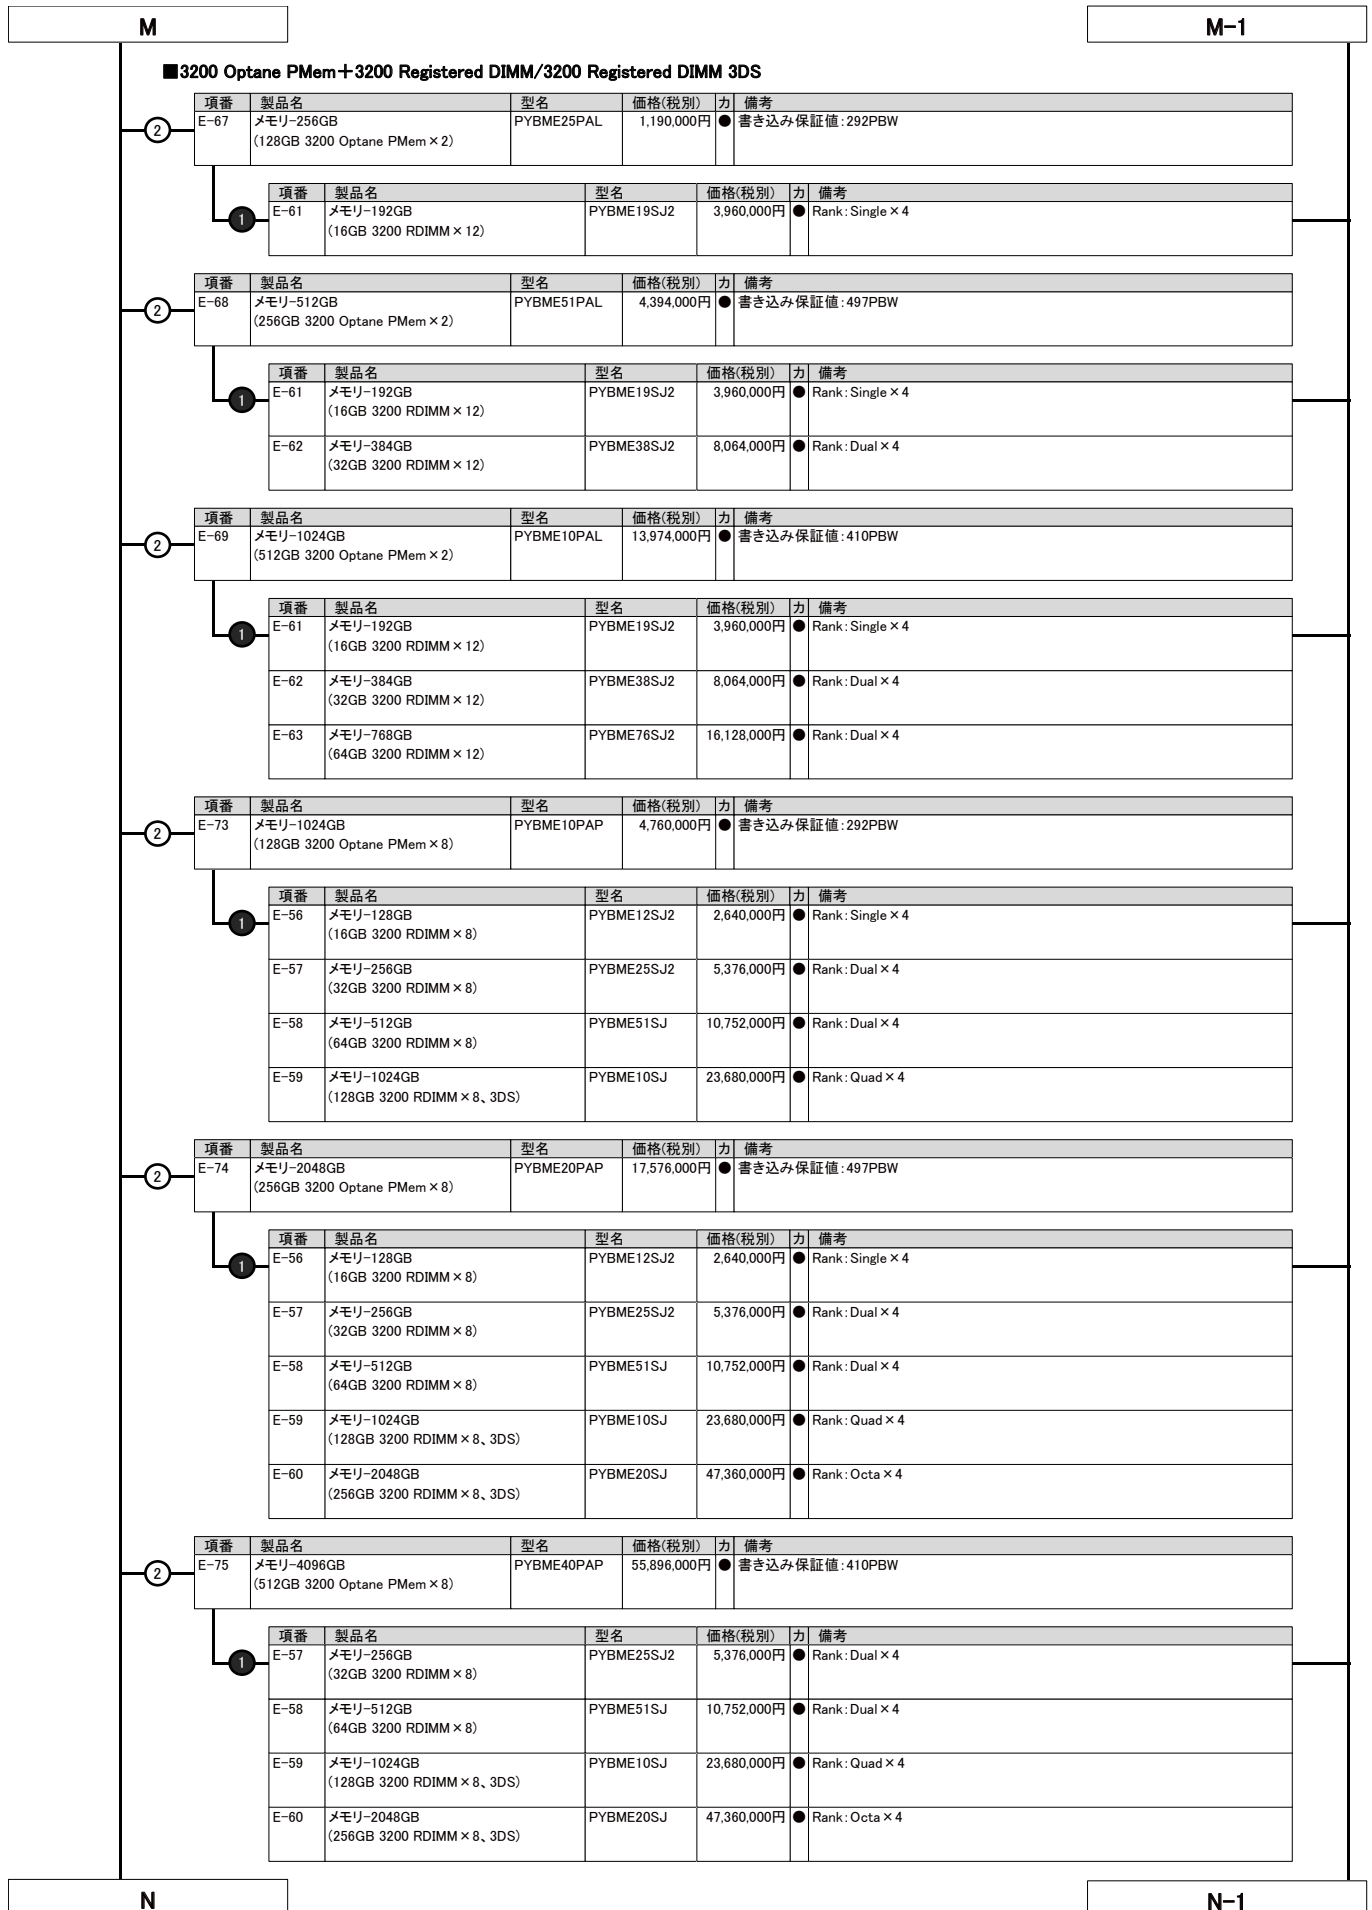 M
M-1
■3200 Optane PMem＋3200 Registered DIMM/3200 Registered DIMM 3DS
項番 製品名 型名 価格(税別) カ 備考
② E-67 メモリ-256GB PYBME25PAL 1,190,000円 ● 書き込み保証値:292PBW
(128GB 3200 Optane PMem×2)
項番 製品名 型名 価格(税別) カ 備考
❶ E-61 メモリ-192GB PYBME19SJ2 3,960,000円 ● Rank:Single×4
(16GB 3200 RDIMM×12)
項番 製品名 型名 価格(税別) カ 備考
② E-68 メモリ-512GB PYBME51PAL 4,394,000円 ● 書き込み保証値:497PBW
(256GB 3200 Optane PMem×2)
項番 製品名 型名 価格(税別) カ 備考
❶ E-61 メモリ-192GB PYBME19SJ2 3,960,000円 ● Rank:Single×4
(16GB 3200 RDIMM×12)
E-62 メモリ-384GB PYBME38SJ2 8,064,000円 ● Rank:Dual×4
(32GB 3200 RDIMM×12)
項番 製品名 型名 価格(税別) カ 備考
② E-69 メモリ-1024GB PYBME10PAL 13,974,000円 ● 書き込み保証値:410PBW
(512GB 3200 Optane PMem×2)
項番 製品名 型名 価格(税別) カ 備考
❶ E-61 メモリ-192GB PYBME19SJ2 3,960,000円 ● Rank:Single×4
(16GB 3200 RDIMM×12)
E-62 メモリ-384GB PYBME38SJ2 8,064,000円 ● Rank:Dual×4
(32GB 3200 RDIMM×12)
E-63 メモリ-768GB PYBME76SJ2 16,128,000円 ● Rank:Dual×4
(64GB 3200 RDIMM×12)
項番 製品名 型名 価格(税別) カ 備考
② E-73 メモリ-1024GB PYBME10PAP 4,760,000円 ● 書き込み保証値:292PBW
(128GB 3200 Optane PMem×8)
項番 製品名 型名 価格(税別) カ 備考
❶ E-56 メモリ-128GB PYBME12SJ2 2,640,000円 ● Rank:Single×4
(16GB 3200 RDIMM×8)
E-57 メモリ-256GB PYBME25SJ2 5,376,000円 ● Rank:Dual×4
(32GB 3200 RDIMM×8)
E-58 メモリ-512GB PYBME51SJ 10,752,000円 ● Rank:Dual×4
(64GB 3200 RDIMM×8)
E-59 メモリ-1024GB PYBME10SJ 23,680,000円 ● Rank:Quad×4
(128GB 3200 RDIMM×8、3DS)
項番 製品名 型名 価格(税別) カ 備考
② E-74 メモリ-2048GB PYBME20PAP 17,576,000円 ● 書き込み保証値:497PBW
(256GB 3200 Optane PMem×8)
項番 製品名 型名 価格(税別) カ 備考
❶ E-56 メモリ-128GB PYBME12SJ2 2,640,000円 ● Rank:Single×4
(16GB 3200 RDIMM×8)
E-57 メモリ-256GB PYBME25SJ2 5,376,000円 ● Rank:Dual×4
(32GB 3200 RDIMM×8)
E-58 メモリ-512GB PYBME51SJ 10,752,000円 ● Rank:Dual×4
(64GB 3200 RDIMM×8)
E-59 メモリ-1024GB PYBME10SJ 23,680,000円 ● Rank:Quad×4
(128GB 3200 RDIMM×8、3DS)
E-60 メモリ-2048GB PYBME20SJ 47,360,000円 ● Rank:Octa×4
(256GB 3200 RDIMM×8、3DS)
項番 製品名 型名 価格(税別) カ 備考
② E-75 メモリ-4096GB PYBME40PAP 55,896,000円 ● 書き込み保証値:410PBW
(512GB 3200 Optane PMem×8)
項番 製品名 型名 価格(税別) カ 備考
❶ E-57 メモリ-256GB PYBME25SJ2 5,376,000円 ● Rank:Dual×4
(32GB 3200 RDIMM×8)
E-58 メモリ-512GB PYBME51SJ 10,752,000円 ● Rank:Dual×4
(64GB 3200 RDIMM×8)
E-59 メモリ-1024GB PYBME10SJ 23,680,000円 ● Rank:Quad×4
(128GB 3200 RDIMM×8、3DS)
E-60 メモリ-2048GB PYBME20SJ 47,360,000円 ● Rank:Octa×4
(256GB 3200 RDIMM×8、3DS)
N
N-1